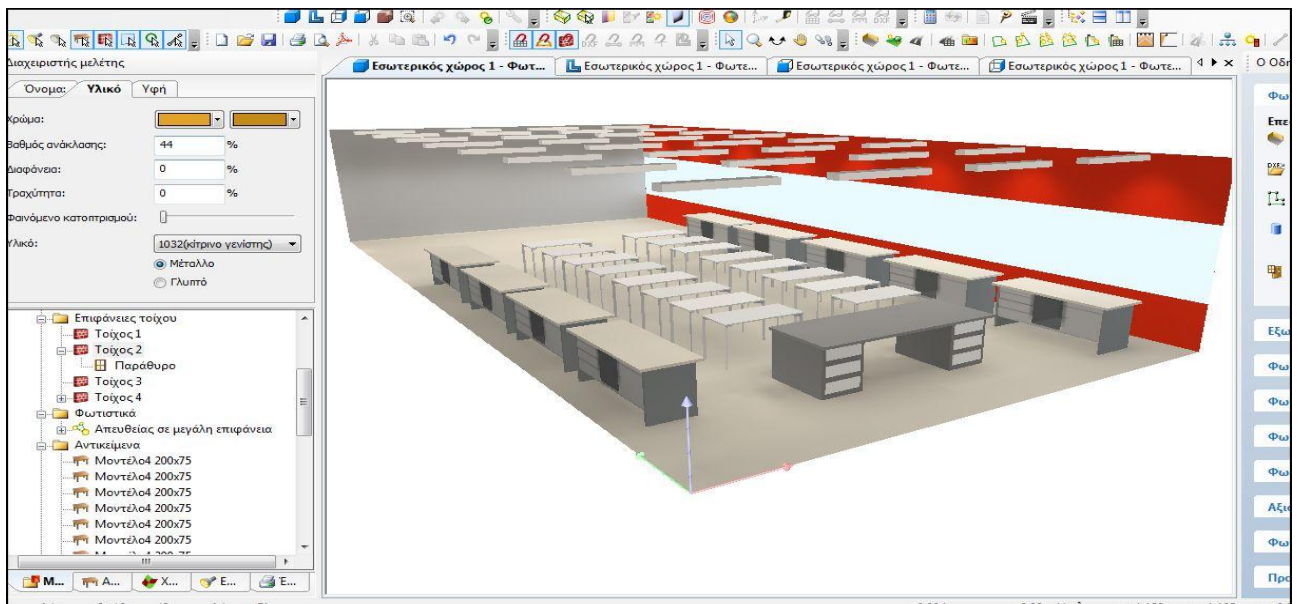 Διαχειριστής μελέτης
Όνομα: Υλικό Υφή
Χρώμα:
Βαθμός ανάκλασης: 44 %
Διαφάνεια: 0 %
Τραχύτητα: 0 %
Φαινόμενο κατοπτρισμού:
Υλικό: 1032(κίτρινο γενίστης)
Μέταλλο
Γλυπτό
Επιφάνειες τοίχου
Τοίχος 1
Τοίχος 2
Παράθυρο
Τοίχος 3
Τοίχος 4
Φωτιστικά
Απευθείας σε μεγάλη επιφάνεια
Αντικείμενα
Μοντέλο4 200x75
Μοντέλο4 200x75
Μοντέλο4 200x75
Μοντέλο4 200x75
Μοντέλο4 200x75
Μ... Α... Χ... Ε... Έ...
Εσωτερικός χώρος 1 - Φωτ... Εσωτερικός χώρος 1 - Φωτε... Εσωτερικός χώρος 1 - Φωτε... Εσωτερικός χώρος 1 - Φωτε...
Ο Οδη
Φω
Επε
DXF
Εξω
Φω
Φω
Φω
Φω
Αξι
Φω
Προ